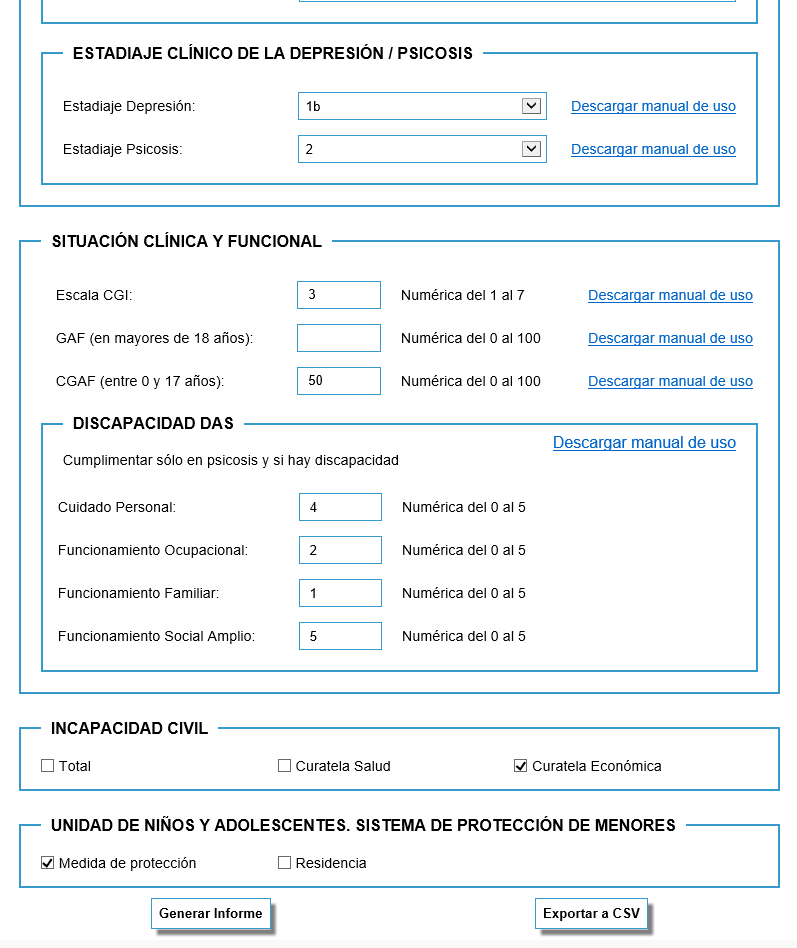 ESTADIAJE CLÍNICO DE LA DEPRESIÓN / PSICOSIS
Estadiaje Depresión: 1b Descargar manual de uso
Estadiaje Psicosis: 2 Descargar manual de uso
SITUACIÓN CLÍNICA Y FUNCIONAL
Escala CGI: 3 Numérica del 1 al 7 Descargar manual de uso
GAF (en mayores de 18 años): Numérica del 0 al 100 Descargar manual de uso
CGAF (entre 0 y 17 años): 50 Numérica del 0 al 100 Descargar manual de uso
DISCAPACIDAD DAS
Descargar manual de uso
Cumplimentar sólo en psicosis y si hay discapacidad
Cuidado Personal: 4 Numérica del 0 al 5
Funcionamiento Ocupacional: 2 Numérica del 0 al 5
Funcionamiento Familiar: 1 Numérica del 0 al 5
Funcionamiento Social Amplio: 5 Numérica del 0 al 5
INCAPACIDAD CIVIL
Total Curatela Salud Curatela Económica
UNIDAD DE NIÑOS Y ADOLESCENTES. SISTEMA DE PROTECCIÓN DE MENORES
Medida de protección Residencia
Generar Informe Exportar a CSV